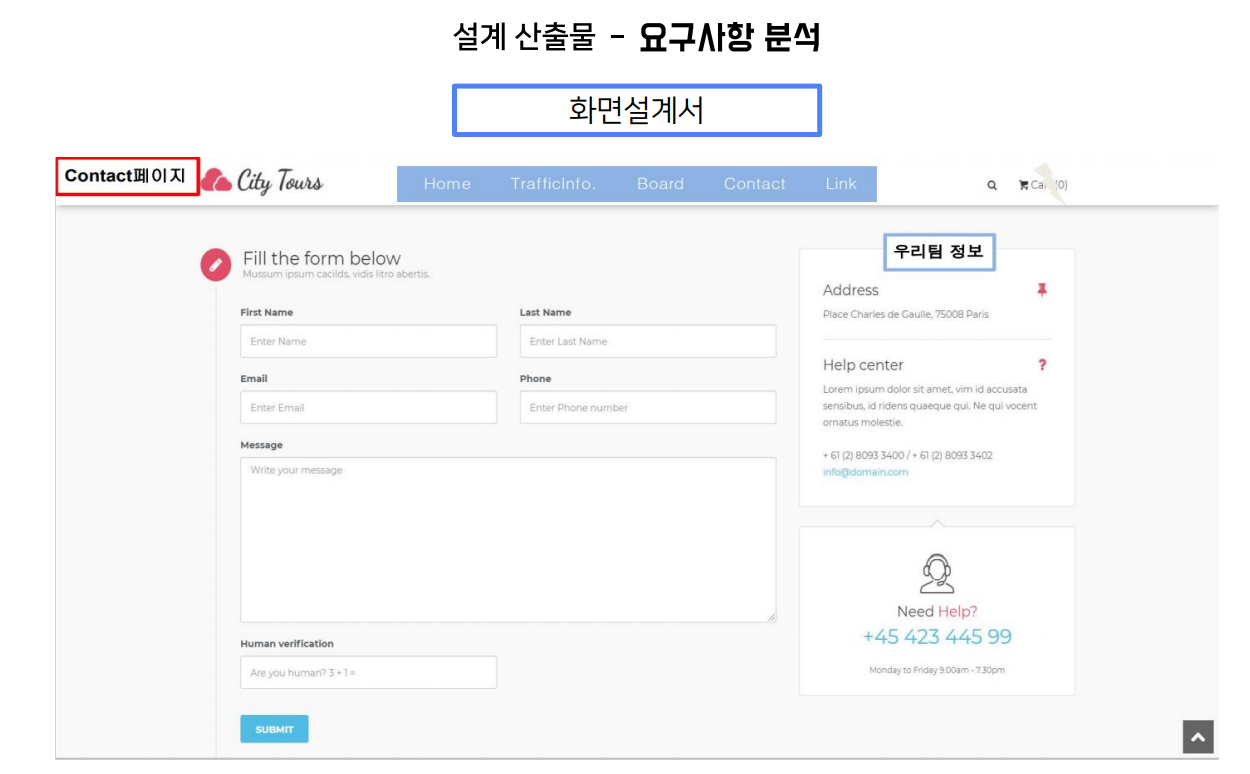 설계 산출물 - 요구사항 분석
화면설계서
Contact페이지
City Tours
Home TrafficInfo. Board Contact Link
(0)
Fill the form below
Mussum ipsum cacilds, vidis litro abertis.
First Name
Last Name
Enter Name
Enter Last Name
Email
Phone
Enter Email
Enter Phone number
Message
Write your message
Human verification
Are you human? 3 + 1 =
SUBMIT
우리팀 정보
Address
Place Charles de Gaulle, 75008 Paris
Help center
?
Lorem ipsum dolor sit amet, vim id accusata
sensibus, id ridens quaeque qui. Ne qui vocent
ornatus molestie.
+ 61 (2) 8093 3400 / + 61 (2) 8093 3402
info@domain.com
Need Help?
+45 423 445 99
Monday to Friday 9.00am - 7.30pm